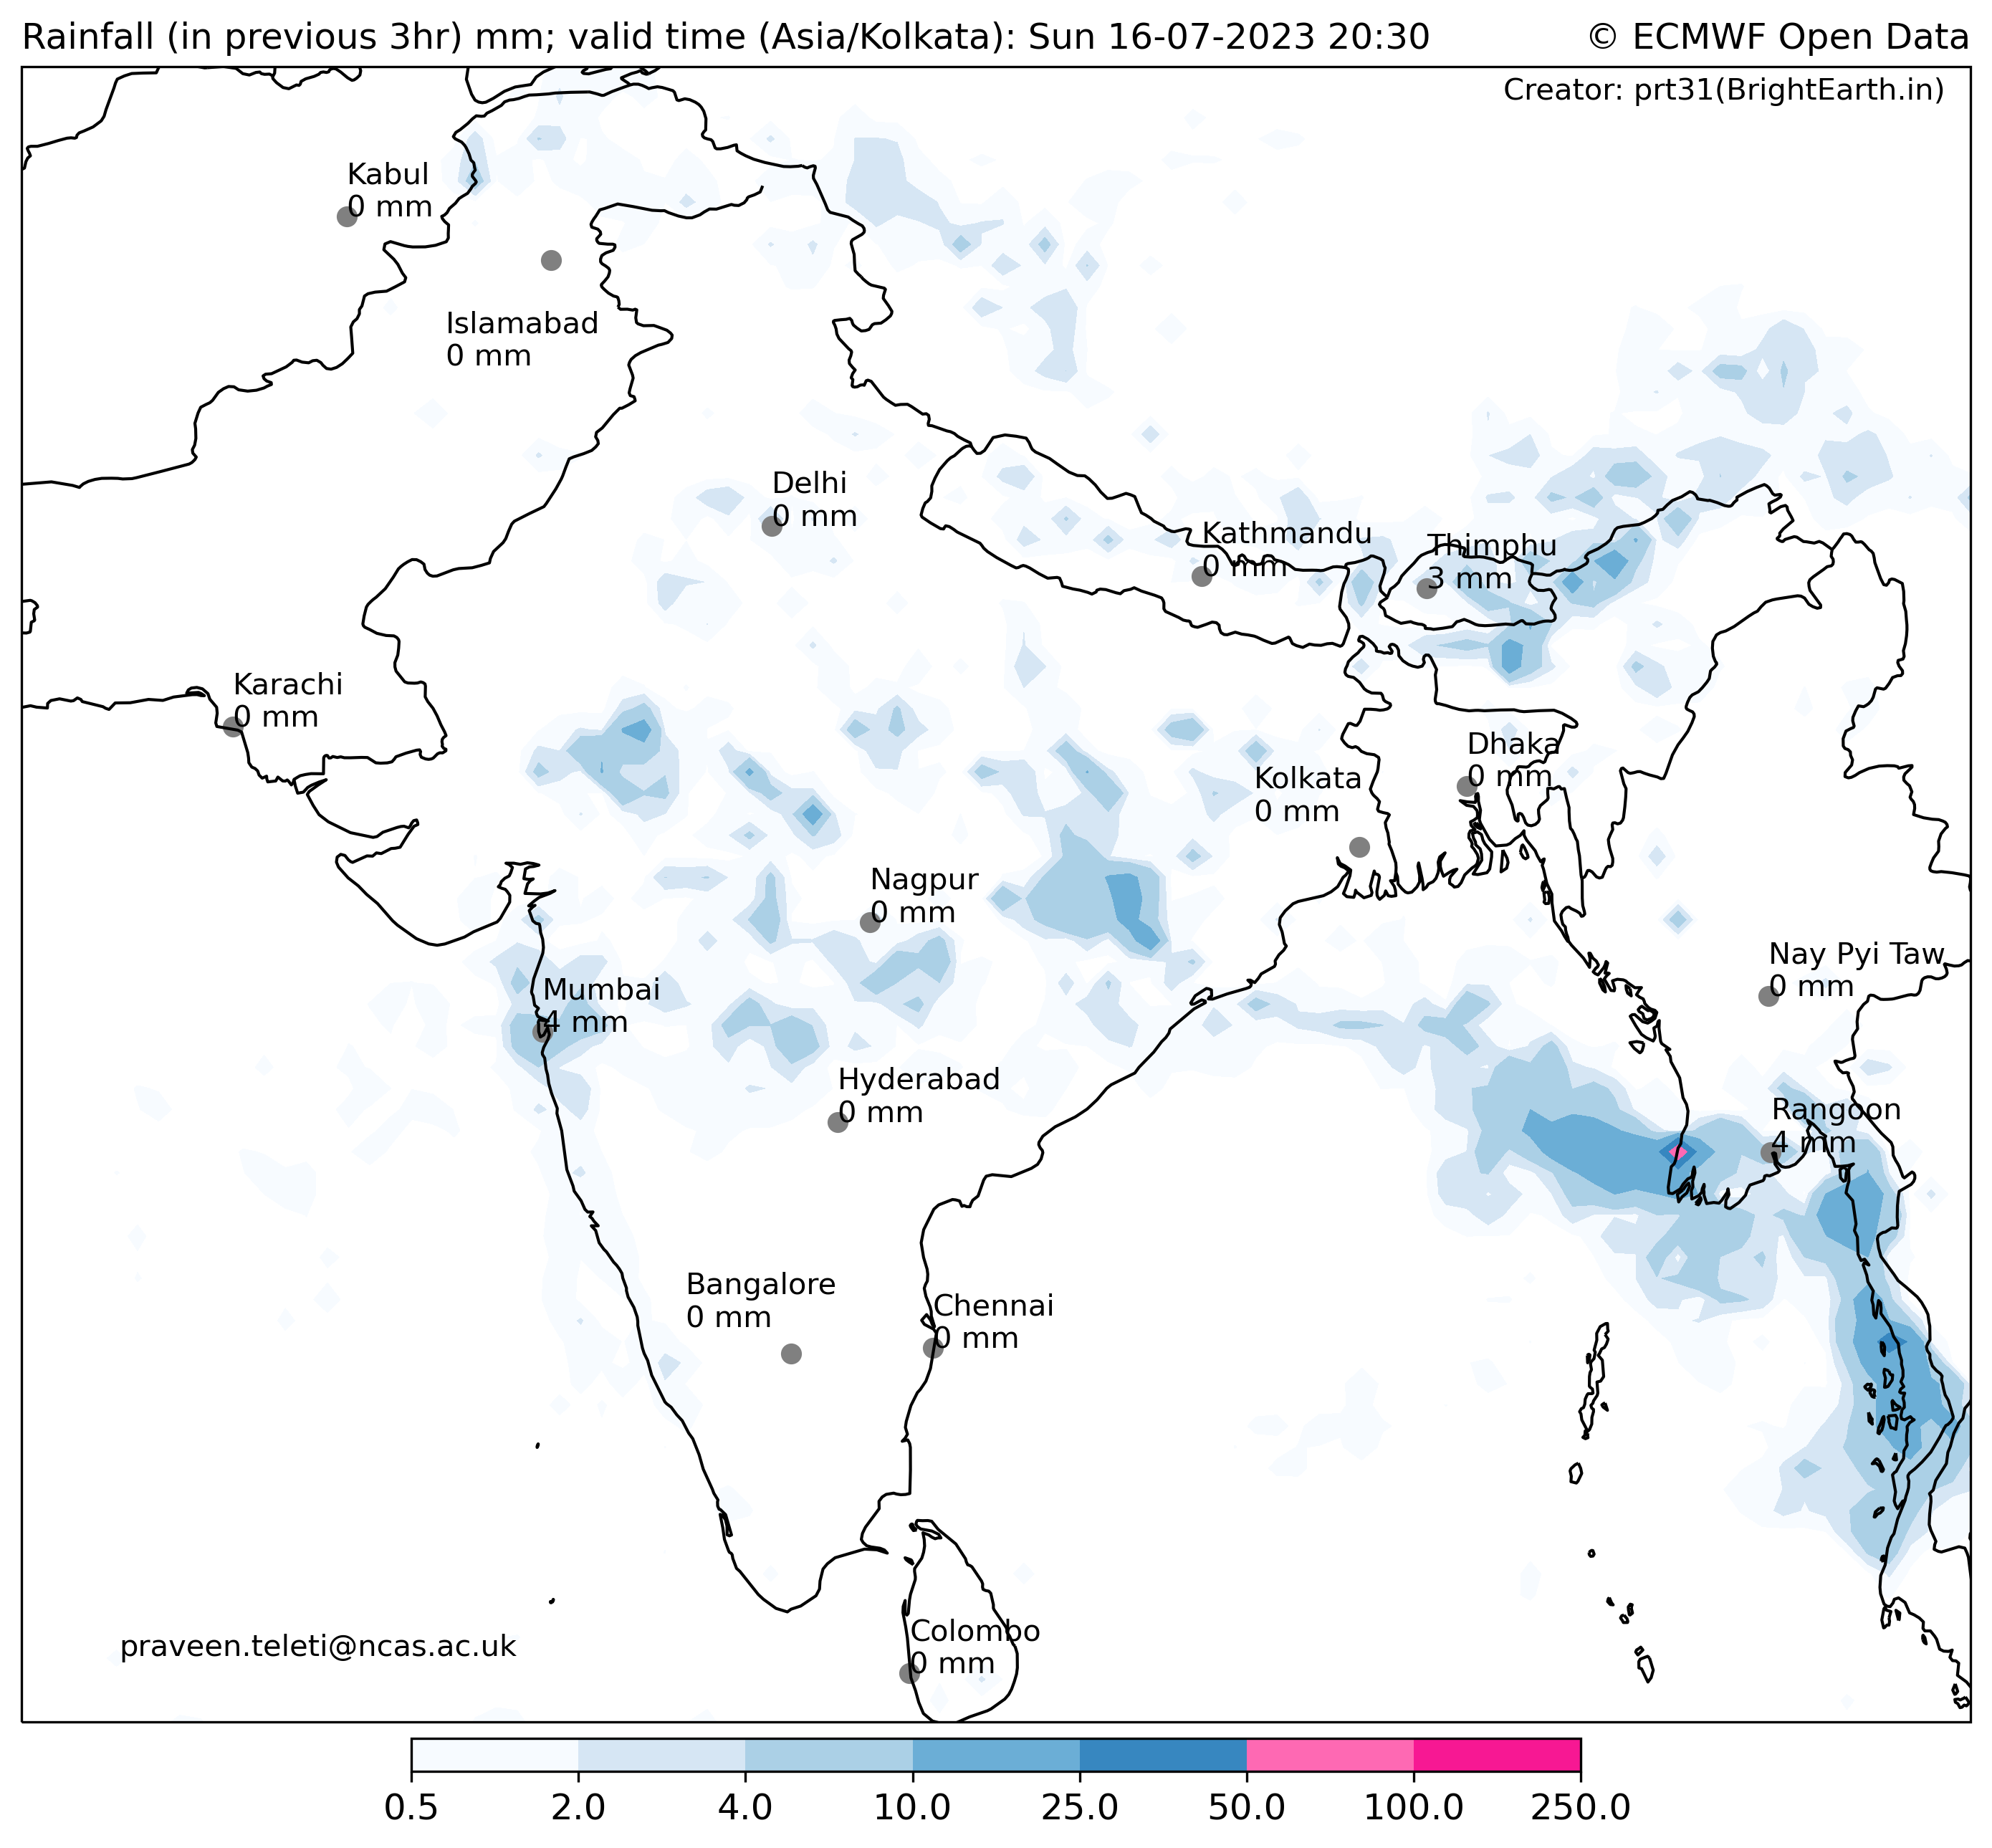 Rainfall (in previous 3hr) mm; valid time (Asia/Kolkata): Sun 16-07-2023 20:30
© ECMWF Open Data
Creator: prt31(BrightEarth.in)
Kabul
0 mm
Islamabad
0 mm
Delhi
0 mm
Kathmandu
0 mm
Thimphu
3 mm
Karachi
0 mm
Dhaka
0 mm
Kolkata
0 mm
Nagpur
0 mm
Nay Pyi Taw
0 mm
Mumbai
4 mm
Hyderabad
0 mm
Rangoon
4 mm
Bangalore
0 mm
Chennai
0 mm
Colombo
0 mm
praveen.teleti@ncas.ac.uk
0.5 2.0 4.0 10.0 25.0 50.0 100.0 250.0